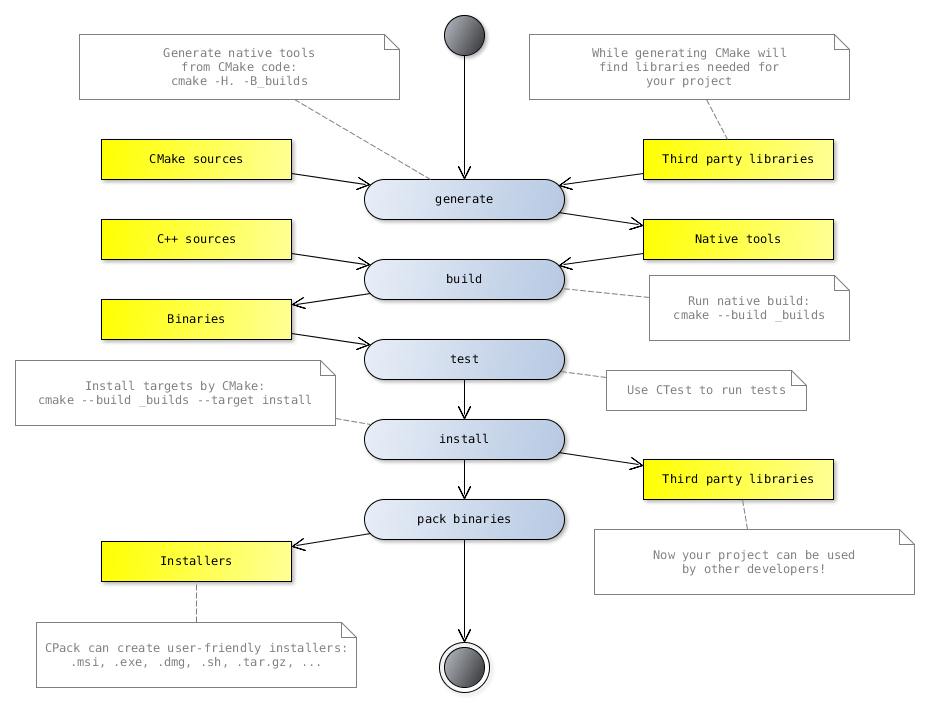 Generate native tools
from CMake code:
cmake -H. -B_builds
While generating CMake will
find libraries needed for
your project
CMake sources
Third party libraries
generate
C++ sources
Native tools
build
Run native build:
cmake --build _builds
Binaries
test
Install targets by CMake:
cmake --build _builds --target install
Use CTest to run tests
install
Third party libraries
pack binaries
Now your project can be used
by other developers!
Installers
CPack can create user-friendly installers:
.msi, .exe, .dmg, .sh, .tar.gz, ...